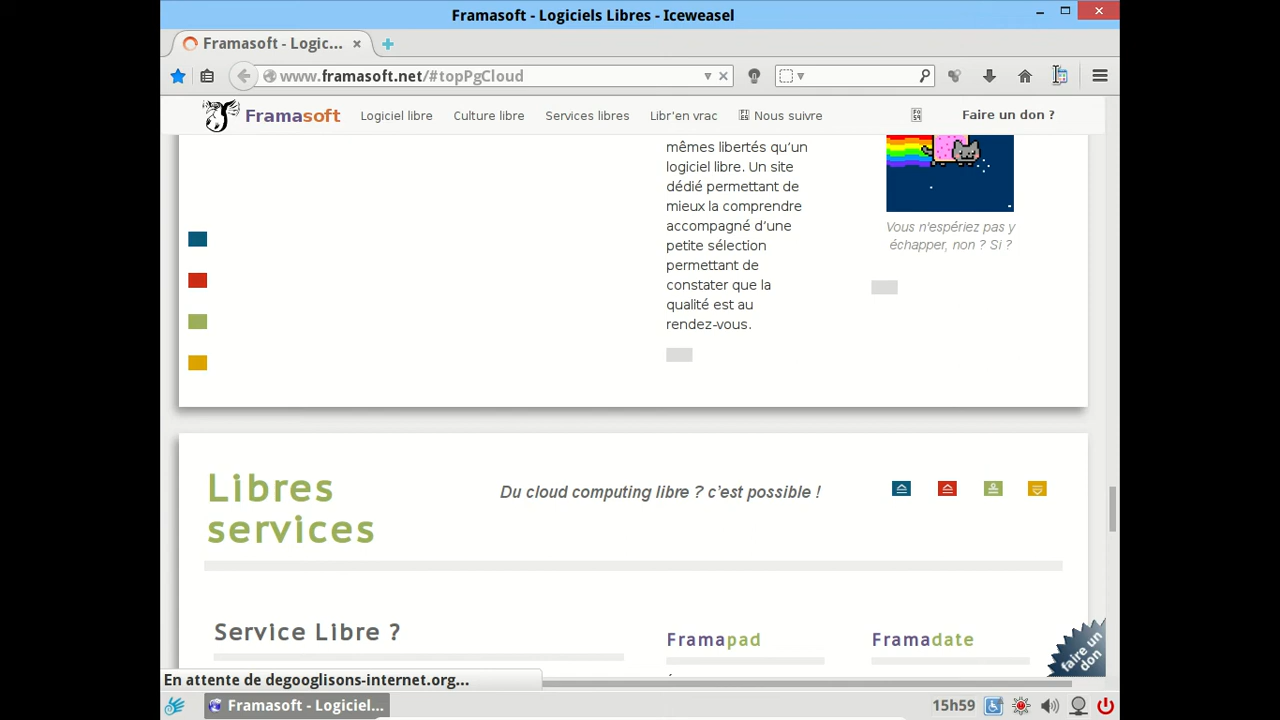 Framasoft - Logiciels Libres - Iceweasel
Framasoft - Logic...
www.framasoft.net/#topPgCloud
Framasoft
Logiciel libre
Culture libre
Services libres
Libr'en vrac
Nous suivre
Faire un don ?
mêmes libertés qu'un
logiciel libre. Un site
dédié permettant de
mieux la comprendre
accompagné d'une
petite sélection
permettant de
constater que la
qualité est au
rendez-vous.
Vous n'espériez pas y
échapper, non ? Si ?
Libres
services
Du cloud computing libre ? c'est possible !
Service Libre ?
Framapad
Framadate
faire un
don
En attente de degooglisons-internet.org...
Framasoft - Logiciel...
15h59